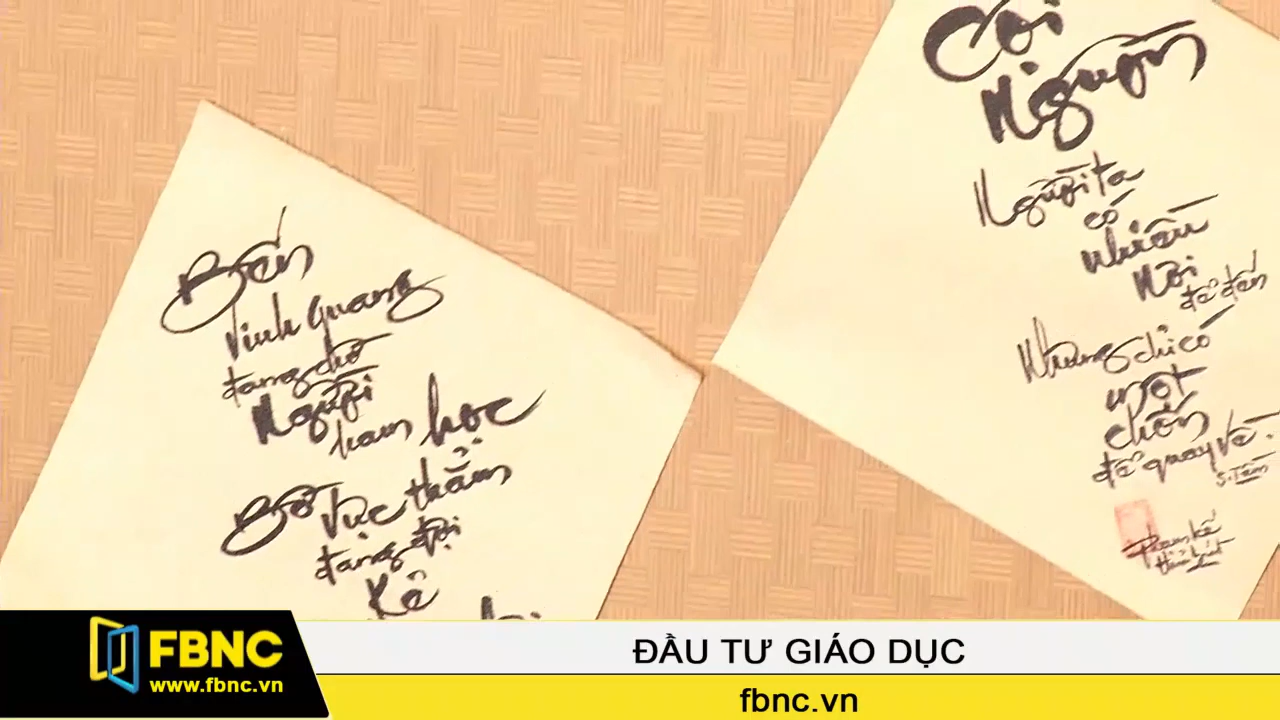 Bến
vinh quang
đang chờ
Người
ham học
Bờ vực thẳm
đang đợi
Kẻ
Cội
Nguồn
Người ta
có
nhiều
Nơi
để đến
Nhưng chỉ có
một
chốn
để quay về.
S.Tầm
FBNC
www.fbnc.vn
ĐẦU TƯ GIÁO DỤC
fbnc.vn